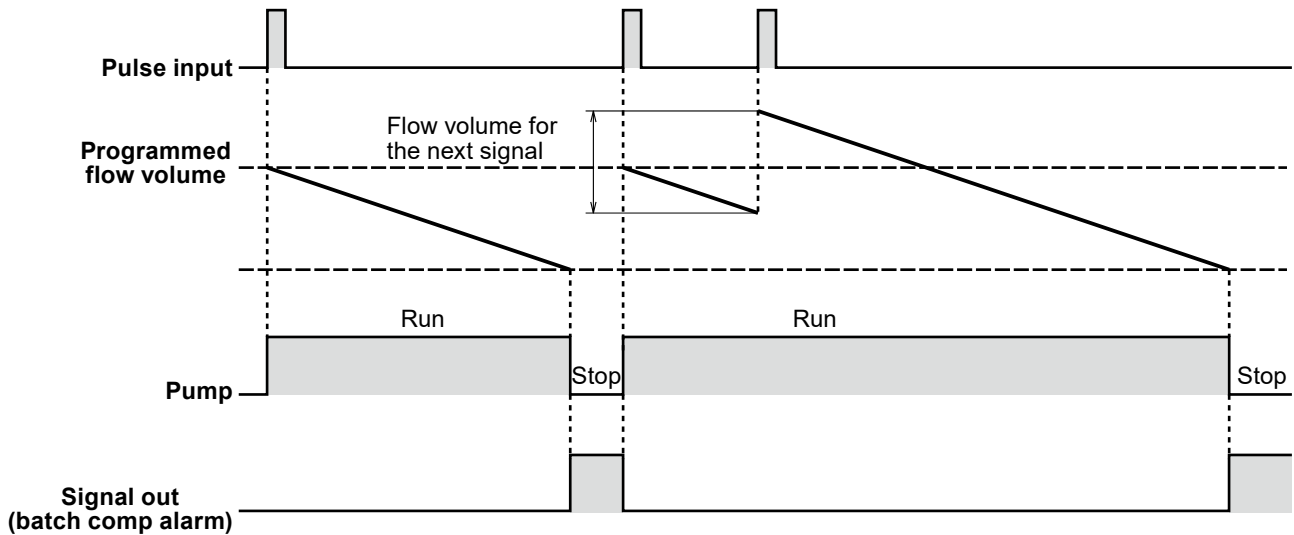 Pulse input
Flow volume for
the next signal
Programmed
flow volume
Run
Run
Stop
Stop
Pump
Signal out
(batch comp alarm)